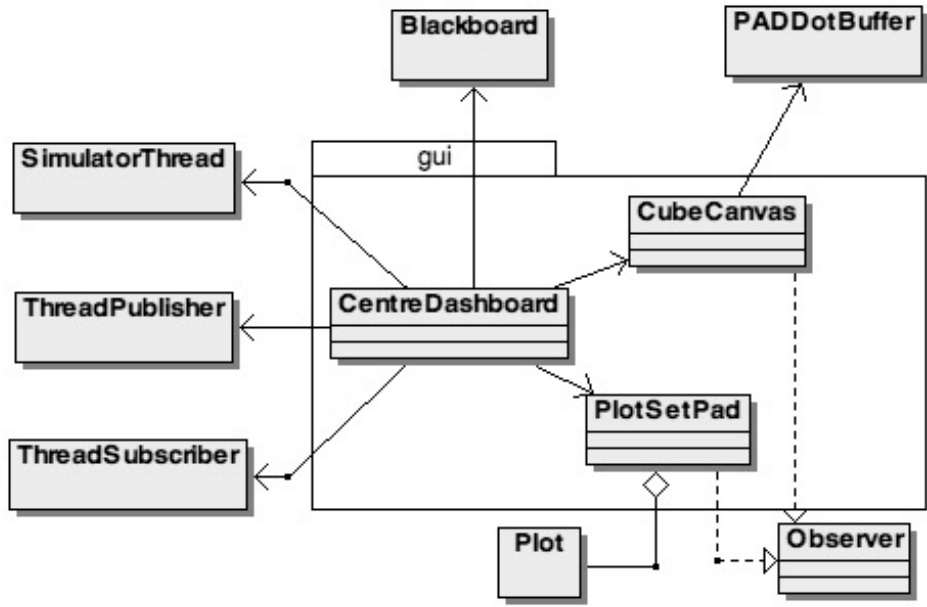 Blackboard
PADDotBuffer
SimulatorThread
gui
CubeCanvas
ThreadPublisher
CentreDashboard
PlotSetPad
ThreadSubscriber
Plot
Observer